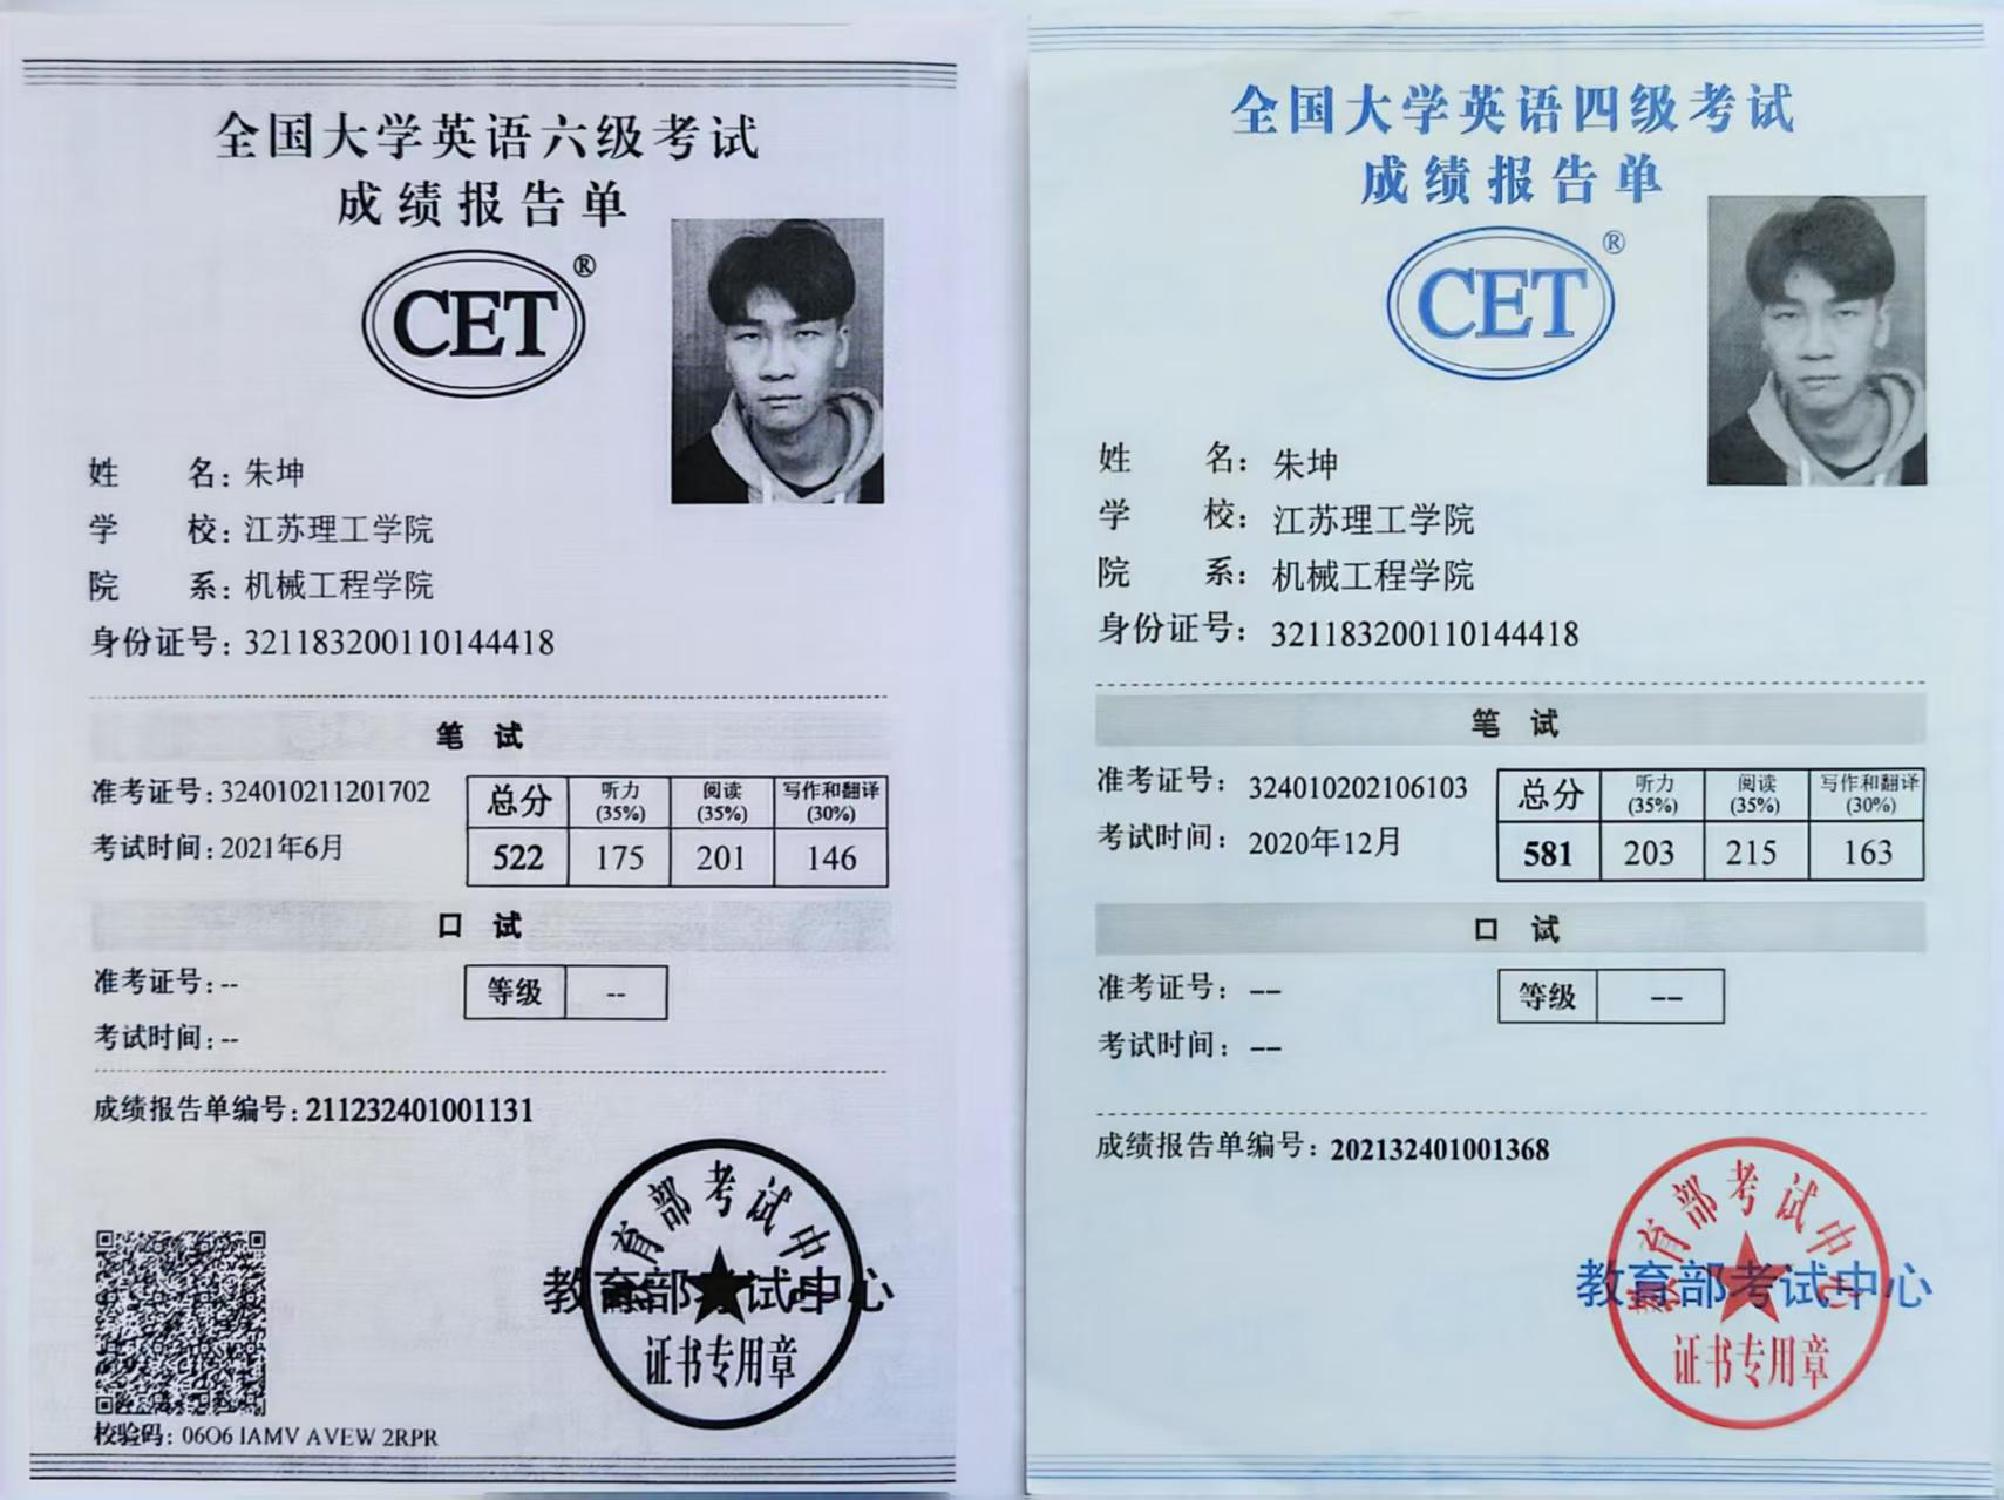 全国大学英语六级考试
成绩报告单
CET®
姓 名：朱坤
学 校：江苏理工学院
院 系：机械工程学院
身份证号：321183200110144418
笔 试
准考证号：324010211201702
考试时间：2021年6月
总分 听力(35%) 阅读(35%) 写作和翻译(30%)
522 175 201 146
口 试
准考证号：--
考试时间：--
等级 --
成绩报告单编号：211232401001131
教育部考试中心
教育部考试中心
证书专用章
校验码：06O6 IAMV AVEW 2RPR
全国大学英语四级考试
成绩报告单
CET®
姓 名：朱坤
学 校：江苏理工学院
院 系：机械工程学院
身份证号：321183200110144418
笔 试
准考证号：324010202106103
考试时间：2020年12月
总分 听力(35%) 阅读(35%) 写作和翻译(30%)
581 203 215 163
口 试
准考证号：--
考试时间：--
等级 --
成绩报告单编号：202132401001368
教育部考试中心
教育部考试中心
证书专用章